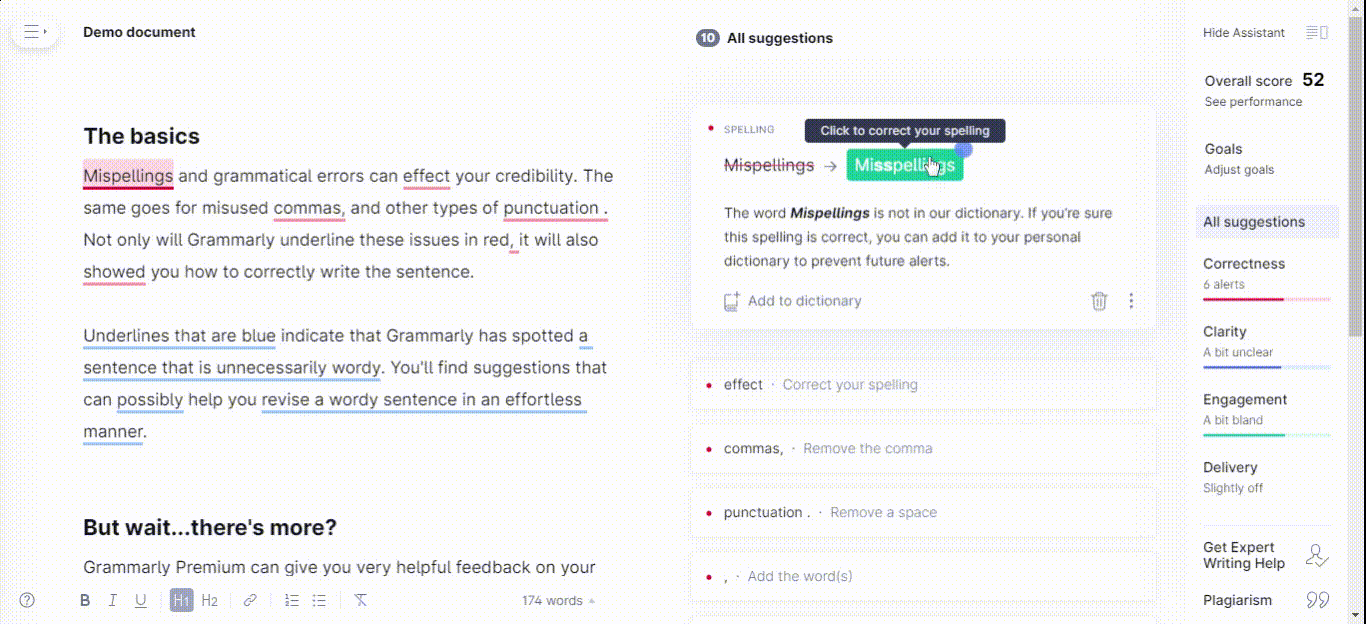 Demo document
The basics
Mispellings and grammatical errors can effect your credibility. The
same goes for misused commas, and other types of punctuation .
Not only will Grammarly underline these issues in red, it will also
showed you how to correctly write the sentence.
Underlines that are blue indicate that Grammarly has spotted a
sentence that is unnecessarily wordy. You'll find suggestions that
can possibly help you revise a wordy sentence in an effortless
manner.
But wait...there's more?
Grammarly Premium can give you very helpful feedback on your
B I U H1 H2
174 words
10 All suggestions
SPELLING
Click to correct your spelling
Mispellings → Misspellings
The word Mispellings is not in our dictionary. If you're sure
this spelling is correct, you can add it to your personal
dictionary to prevent future alerts.
Add to dictionary
effect · Correct your spelling
commas, · Remove the comma
punctuation . · Remove a space
, · Add the word(s)
Hide Assistant
Overall score 52
See performance
Goals
Adjust goals
All suggestions
Correctness
6 alerts
Clarity
A bit unclear
Engagement
A bit bland
Delivery
Slightly off
Get Expert
Writing Help
Plagiarism